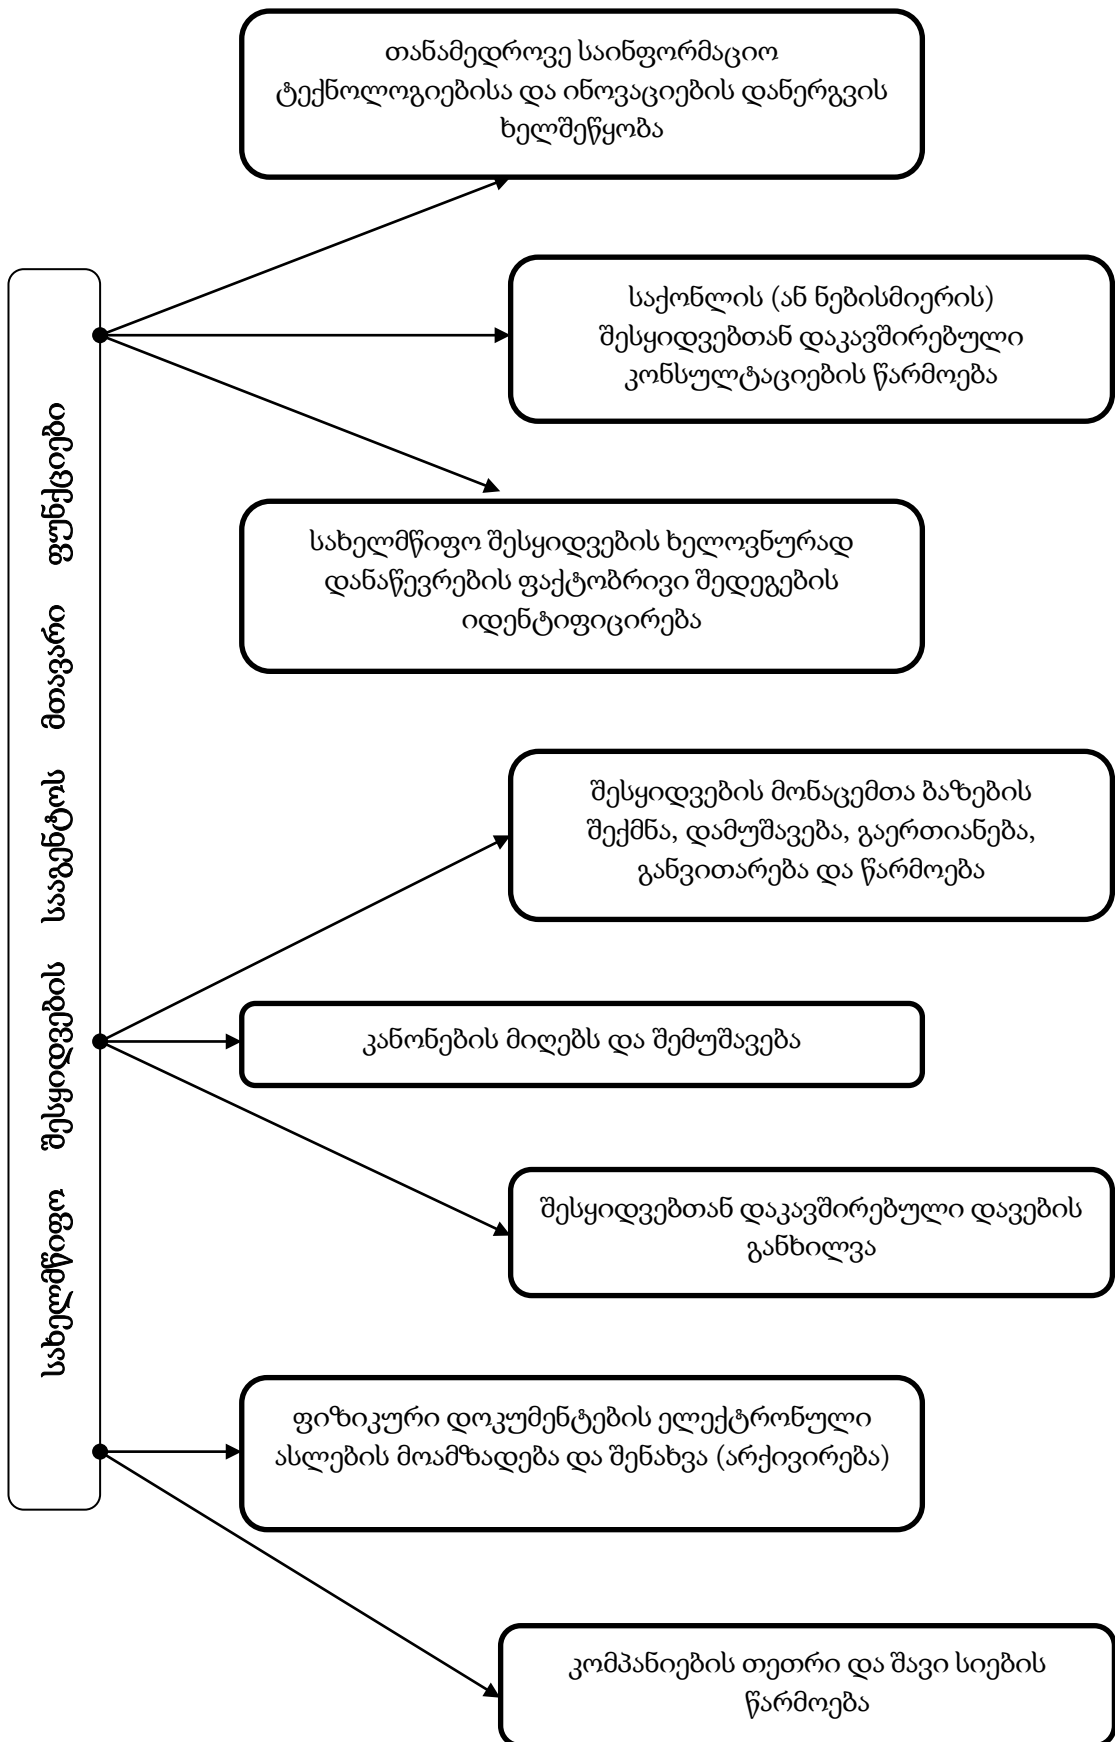 თანამედროვე საინფორმაციო
ტექნოლოგიებისა და ინოვაციების დანერგვის
ხელშეწყობა
საქონლის (ან ნებისმიერის)
შესყიდვებთან დაკავშირებული
კონსულტაციების წარმოება
სახელმწიფო შესყიდვების ხელოვნურად
დანაწევრების ფაქტობრივი შედეგების
იდენტიფიცირება
სახელმწიფო შესყიდვების სააგენტოს მთავარი ფუნქციები
შესყიდვების მონაცემთა ბაზების
შექმნა, დამუშავება, გაერთიანება,
განვითარება და წარმოება
კანონების მიღებს და შემუშავება
შესყიდვებთან დაკავშირებული დავების
განხილვა
ფიზიკური დოკუმენტების ელექტრონული
ასლების მოამზადება და შენახვა (არქივირება)
კომპანიების თეთრი და შავი სიების
წარმოება